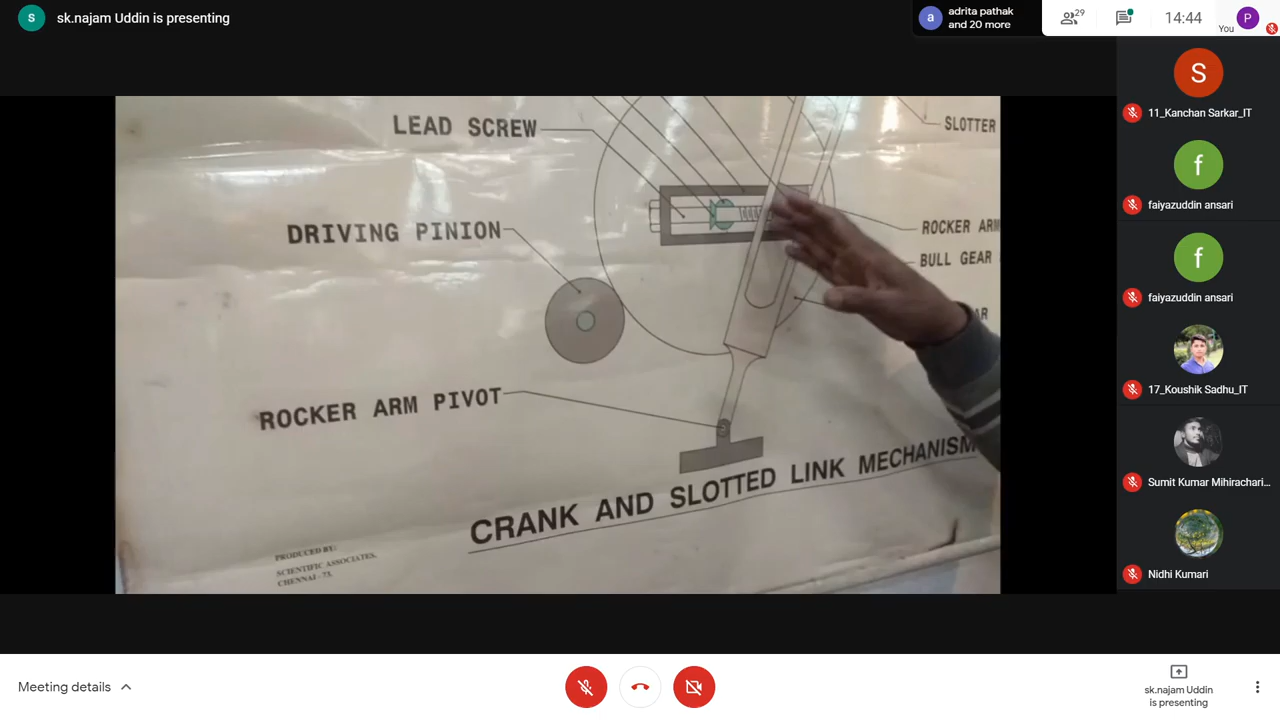 S
sk.najam Uddin is presenting
a
adrita pathak
and 20 more
29
14:44
You
P
LEAD SCREW
SLOTTER
DRIVING PINION
ROCKER ARM
BULL GEAR
ROCKER ARM PIVOT
CRANK AND SLOTTED LINK MECHANISM
PRODUCED BY:
SCIENTIFIC ASSOCIATES,
CHENNAI - 73.
S
11_Kanchan Sarkar_IT
f
faiyazuddin ansari
f
faiyazuddin ansari
17_Koushik Sadhu_IT
Sumit Kumar Mihirachari...
Nidhi Kumari
Meeting details
sk.najam Uddin
is presenting